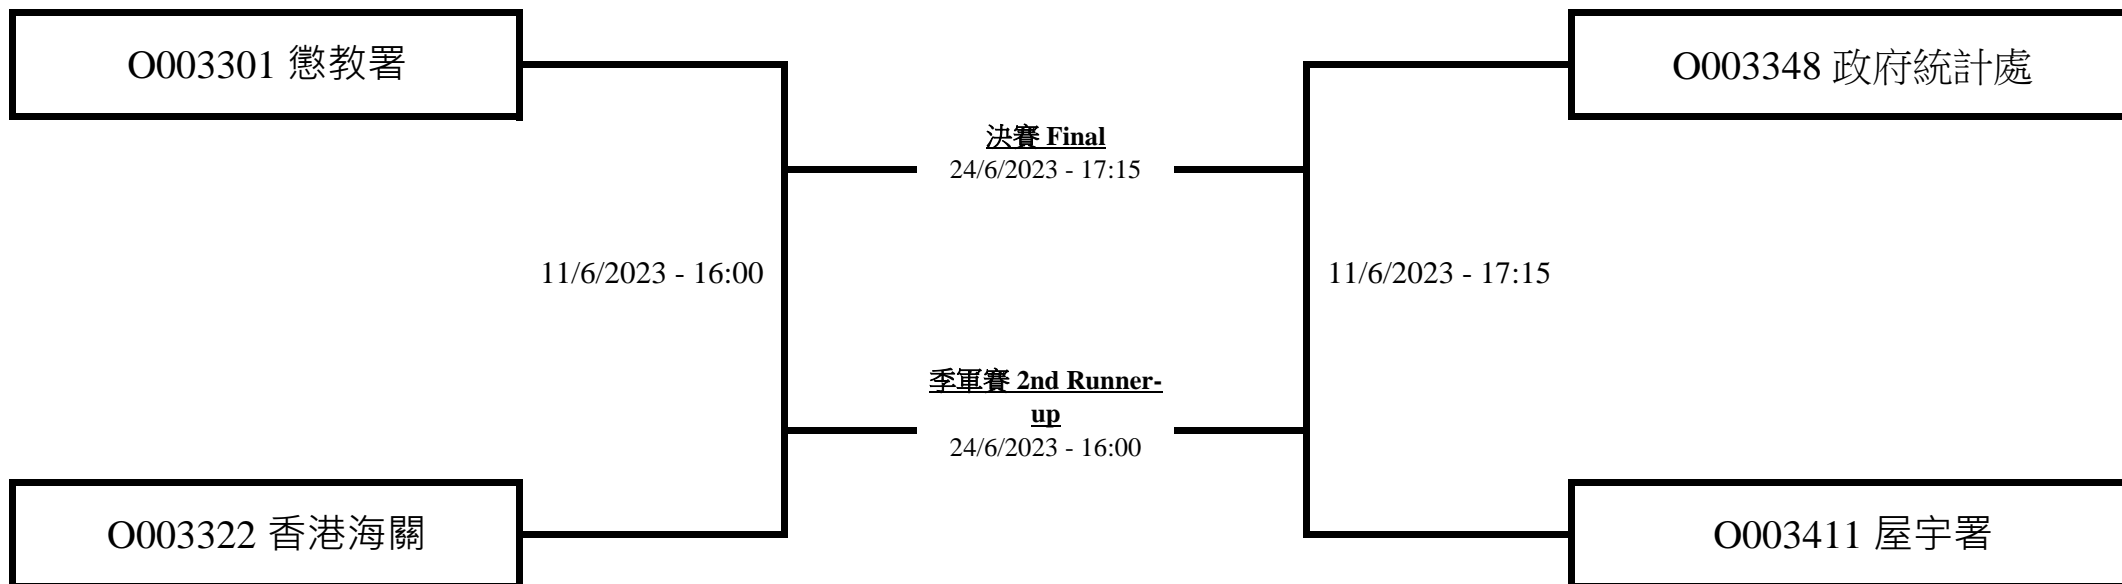 O003301 懲教署
O003348 政府統計處
決賽 Final
24/6/2023 - 17:15
11/6/2023 - 16:00
11/6/2023 - 17:15
季軍賽 2nd Runner-
up
24/6/2023 - 16:00
O003322 香港海關
O003411 屋宇署